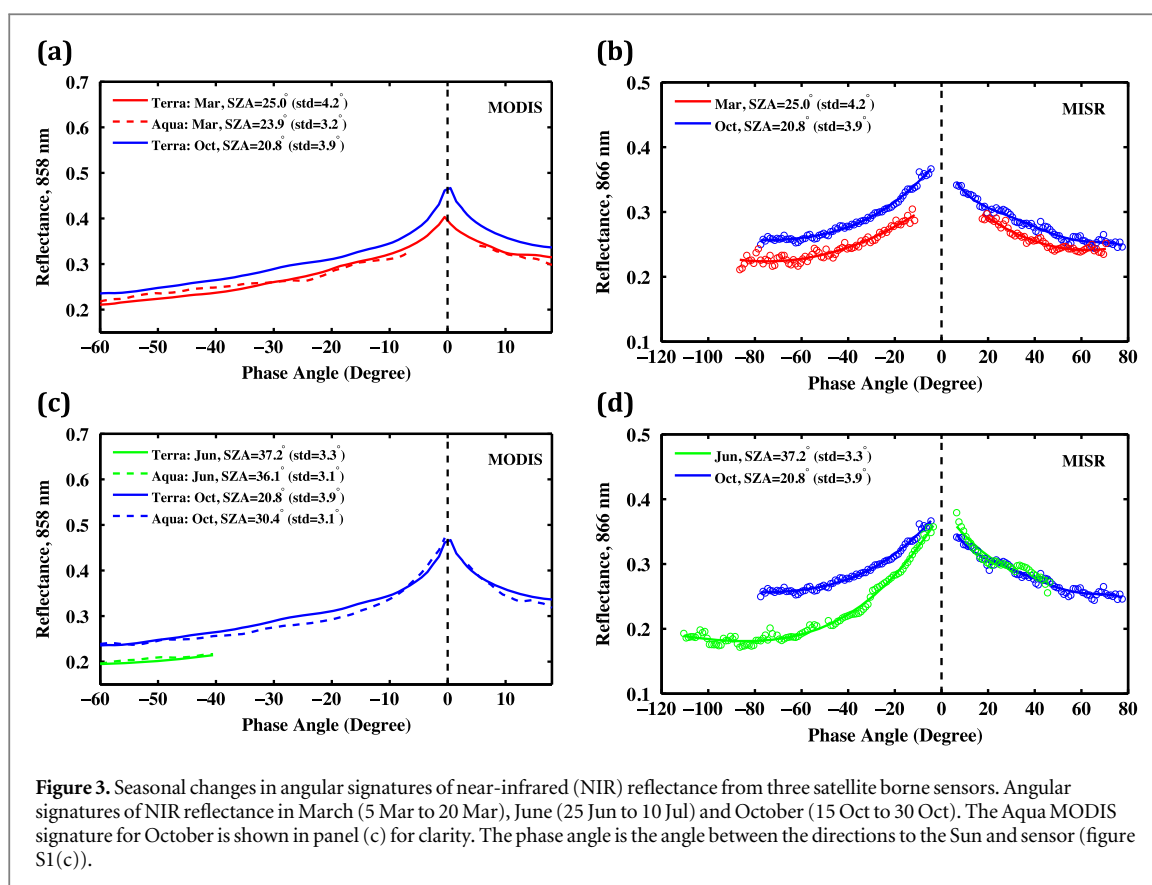 (a)
0.7
0.6
0.5
0.4
0.3
0.2
Reflectance, 858 nm
Terra: Mar, SZA=25.0° (std=4.2°)
Aqua: Mar, SZA=23.9° (std=3.2°)
Terra: Oct, SZA=20.8° (std=3.9°)
MODIS
−60 −50 −40 −30 −20 −10 0 10
Phase Angle (Degree)
(b)
0.5
0.4
0.3
0.2
0.1
Reflectance, 866 nm
Mar, SZA=25.0° (std=4.2°)
Oct, SZA=20.8° (std=3.9°)
MISR
−120 −100 −80 −60 −40 −20 0 20 40 60 80
Phase Angle (Degree)
(c)
0.7
0.6
0.5
0.4
0.3
0.2
Reflectance, 858 nm
Terra: Jun, SZA=37.2° (std=3.3°)
Aqua: Jun, SZA=36.1° (std=3.1°)
Terra: Oct, SZA=20.8° (std=3.9°)
Aqua: Oct, SZA=30.4° (std=3.1°)
MODIS
−60 −50 −40 −30 −20 −10 0 10
Phase Angle (Degree)
(d)
0.5
0.4
0.3
0.2
0.1
Reflectance, 866 nm
Jun, SZA=37.2° (std=3.3°)
Oct, SZA=20.8° (std=3.9°)
MISR
−120 −100 −80 −60 −40 −20 0 20 40 60 80
Phase Angle (Degree)
Figure 3. Seasonal changes in angular signatures of near-infrared (NIR) reflectance from three satellite borne sensors. Angular
signatures of NIR reflectance in March (5 Mar to 20 Mar), June (25 Jun to 10 Jul) and October (15 Oct to 30 Oct). The Aqua MODIS
signature for October is shown in panel (c) for clarity. The phase angle is the angle between the directions to the Sun and sensor (figure
S1(c)).